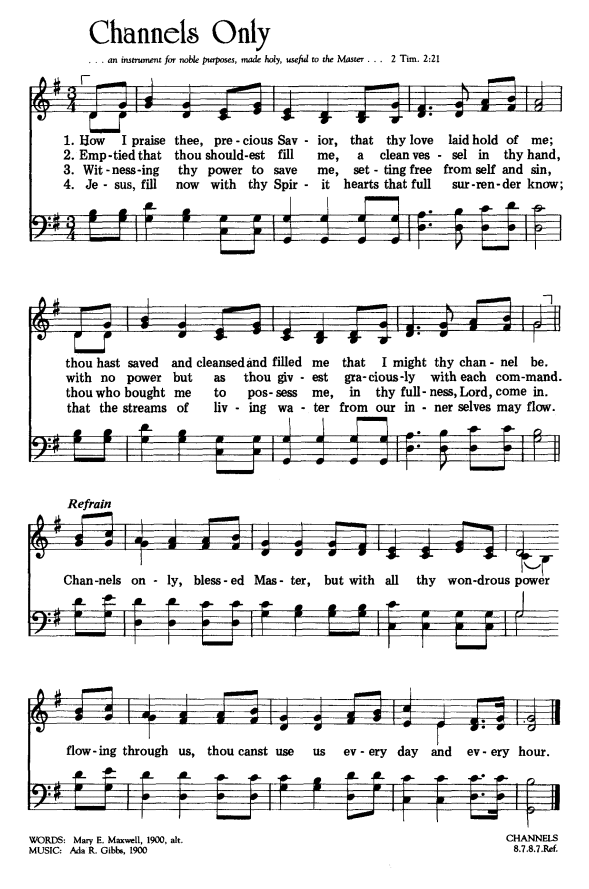 Channels Only
. . . an instrument for noble purposes, made holy, useful to the Master . . . 2 Tim. 2:21
3 4
1. How I praise thee, pre-cious Sav-ior, that thy love laid hold of me;
2. Emp-tied that thou should-est fill me, a clean ves-sel in thy hand,
3. Wit-ness-ing thy power to save me, set-ting free from self and sin,
4. Je-sus, fill now with thy Spir-it hearts that full sur-ren-der know;
3 4
thou hast saved and cleansed and filled me that I might thy chan-nel be.
with no power but as thou giv-est gra-cious-ly with each com-mand.
thou who bought me to pos-sess me, in thy full-ness, Lord, come in.
that the streams of liv-ing wa-ter from our in-ner selves may flow.
Refrain
Chan-nels on-ly, bless-ed Mas-ter, but with all thy won-drous power
flow-ing through us, thou canst use us ev-ery day and ev-ery hour.
WORDS: Mary E. Maxwell, 1900, alt. CHANNELS
MUSIC: Ada R. Gibbs, 1900 8.7.8.7.Ref.